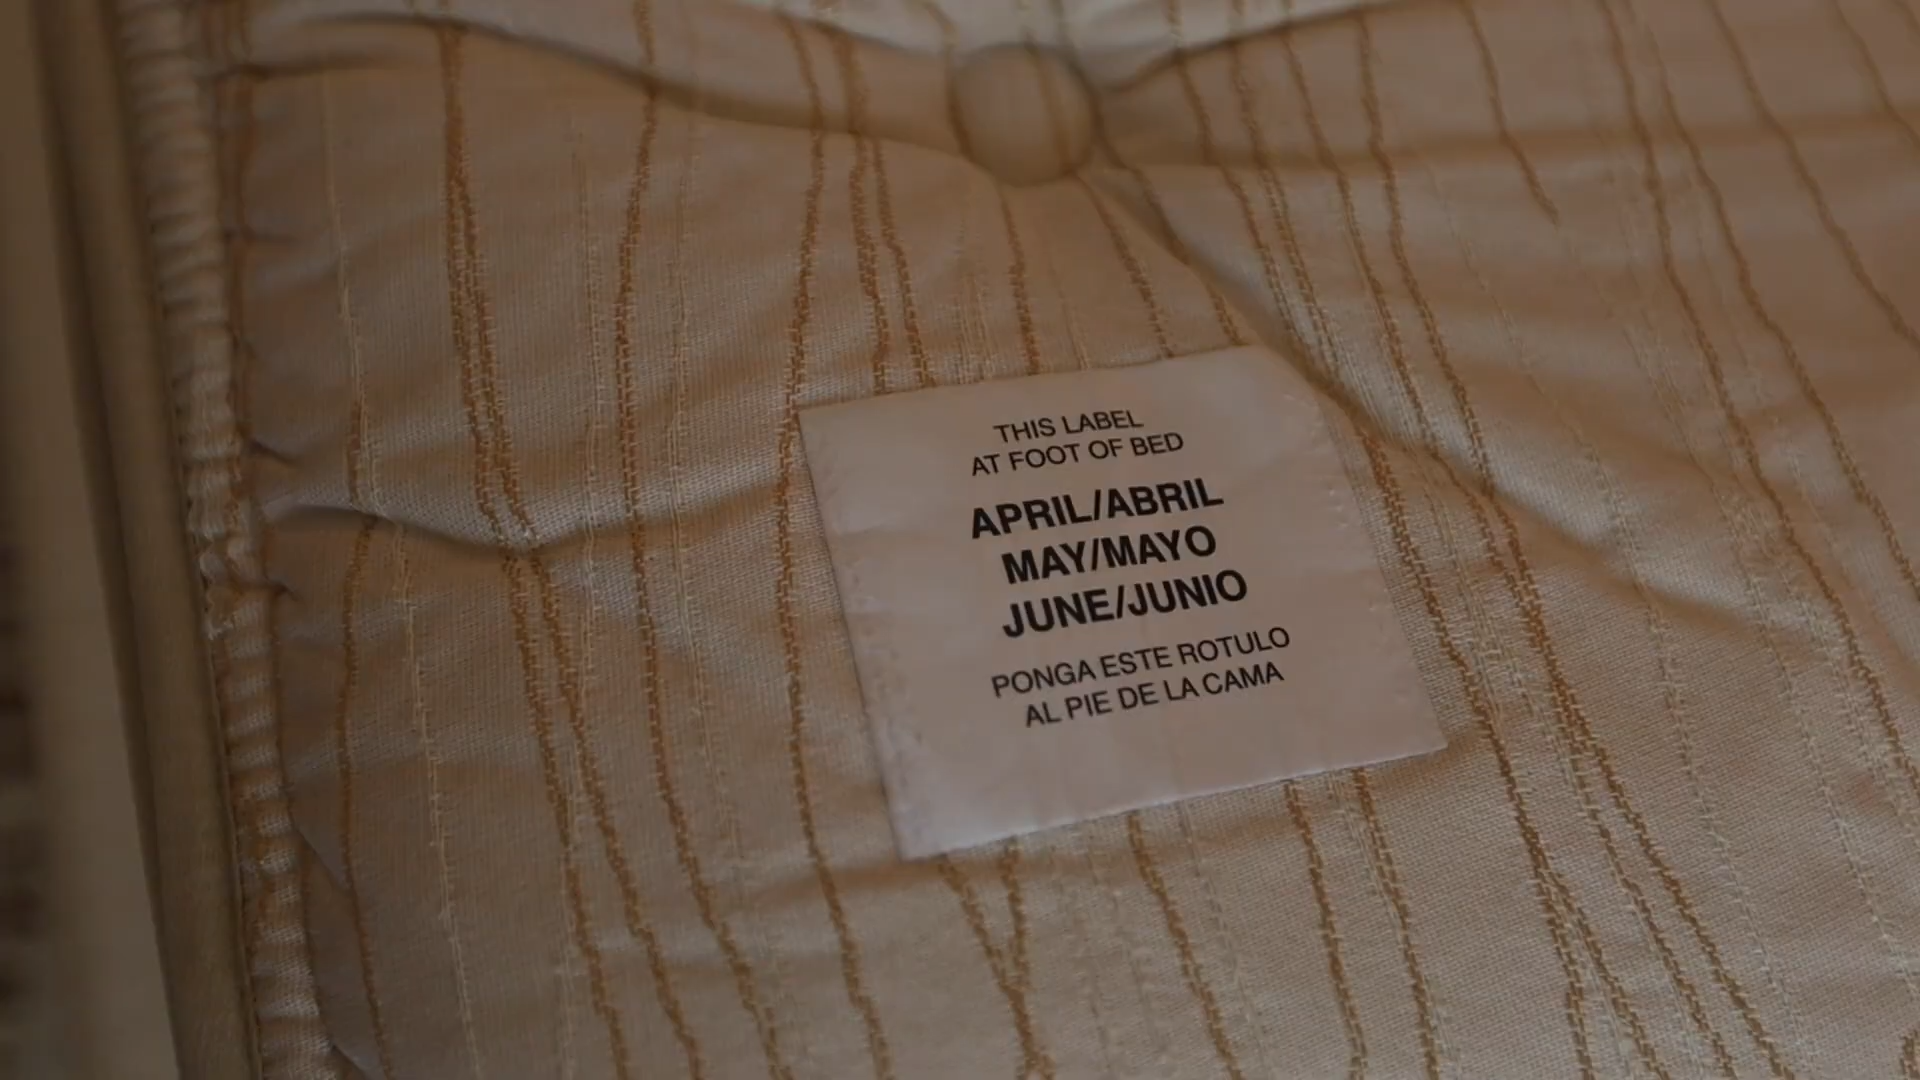 THIS LABEL
AT FOOT OF BED
APRIL/ABRIL
MAY/MAYO
JUNE/JUNIO
PONGA ESTE ROTULO
AL PIE DE LA CAMA